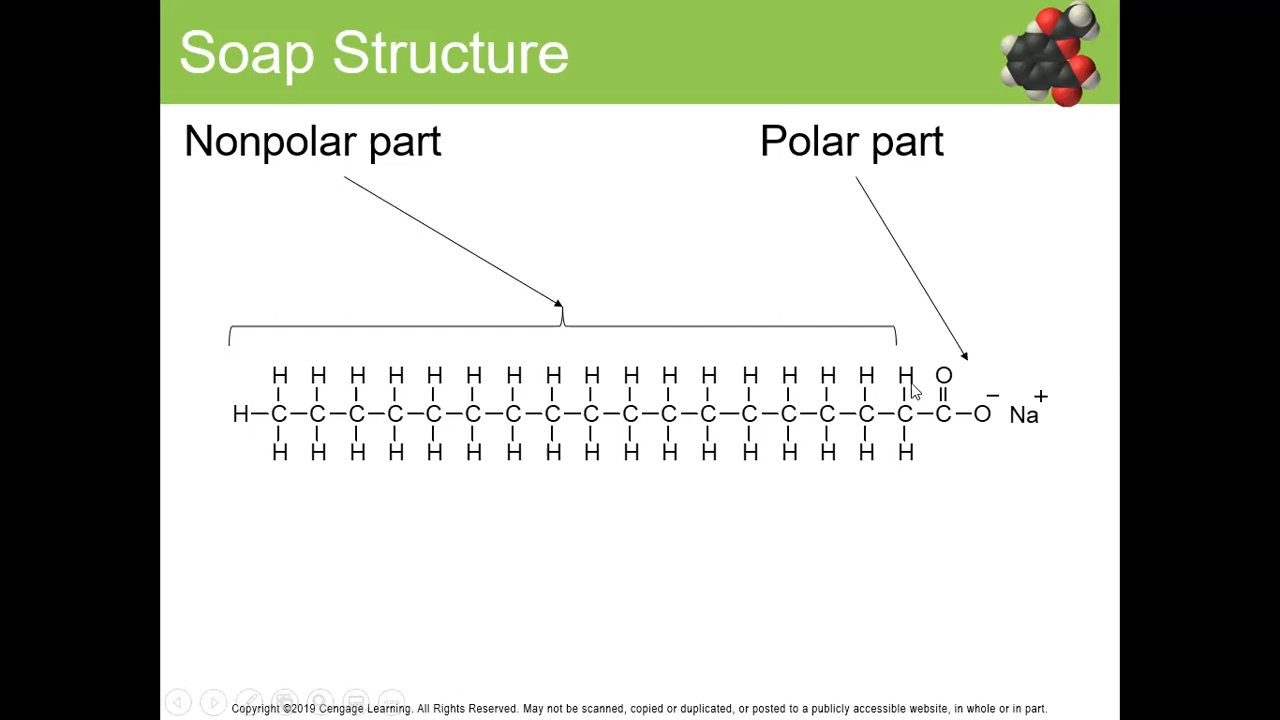 Soap Structure
Nonpolar part Polar part
H H H H H H H H H H H H H H H H H O
H—C—C—C—C—C—C—C—C—C—C—C—C—C—C—C—C—C—C—O⁻ Na⁺
H H H H H H H H H H H H H H H H H
Copyright ©2019 Cengage Learning. All Rights Reserved. May not be scanned, copied or duplicated, or posted to a publicly accessible website, in whole or in part.